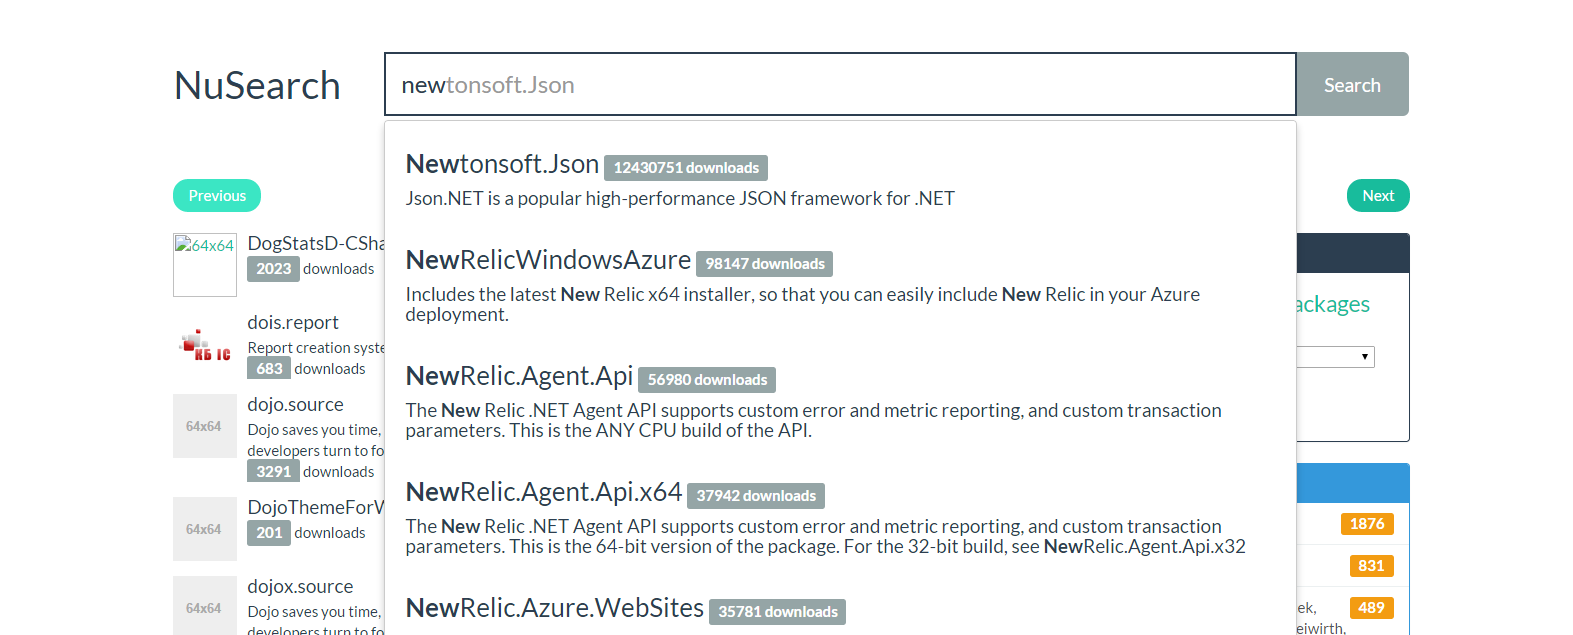 NuSearch
newtonsoft.Json
Search
Newtonsoft.Json 12430751 downloads
Json.NET is a popular high-performance JSON framework for .NET
NewRelicWindowsAzure 98147 downloads
Includes the latest New Relic x64 installer, so that you can easily include New Relic in your Azure
deployment.
NewRelic.Agent.Api 56980 downloads
The New Relic .NET Agent API supports custom error and metric reporting, and custom transaction
parameters. This is the ANY CPU build of the API.
NewRelic.Agent.Api.x64 37942 downloads
The New Relic .NET Agent API supports custom error and metric reporting, and custom transaction
parameters. This is the 64-bit version of the package. For the 32-bit build, see NewRelic.Agent.Api.x32
NewRelic.Azure.WebSites 35781 downloads
Previous
Next
64x64
DogStatsD-CSha
2023 downloads
КБ ІС
dois.report
Report creation syste
683 downloads
64x64
dojo.source
Dojo saves you time,
developers turn to fo
3291 downloads
64x64
DojoThemeForW
201 downloads
64x64
dojox.source
Dojo saves you time,
developers turn to fo
ackages
1876
831
ek,
489
eiwirth,